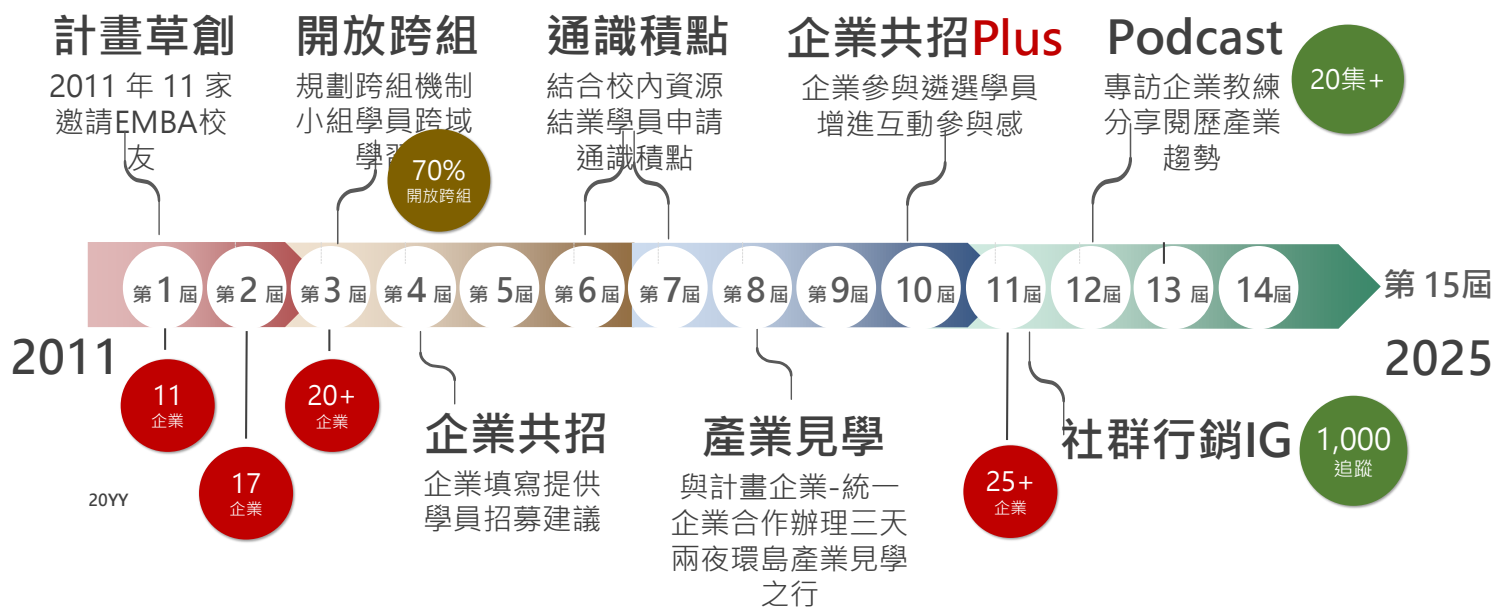 計畫草創
2011 年 11 家
邀請EMBA校
友
開放跨組
規劃跨組機制
小組學員跨域
學習
70%
開放跨組
通識積點
結合校內資源
結業學員申請
通識積點
企業共招Plus
企業參與遴選學員
增進互動參與感
Podcast
專訪企業教練
分享閱歷產業
趨勢
20集+
第 1 屆
第 2 屆
第 3 屆
第 4 屆
第 5屆
第 6屆
第 7屆
第 8屆
第 9屆
10屆
11屆
12屆
13 屆
14屆
第 15屆
2011
2025
11
企業
17
企業
20+
企業
企業共招
企業填寫提供
學員招募建議
產業見學
與計畫企業-統一
企業合作辦理三天
兩夜環島產業見學
之行
25+
企業
社群行銷IG
1,000
追蹤
20YY